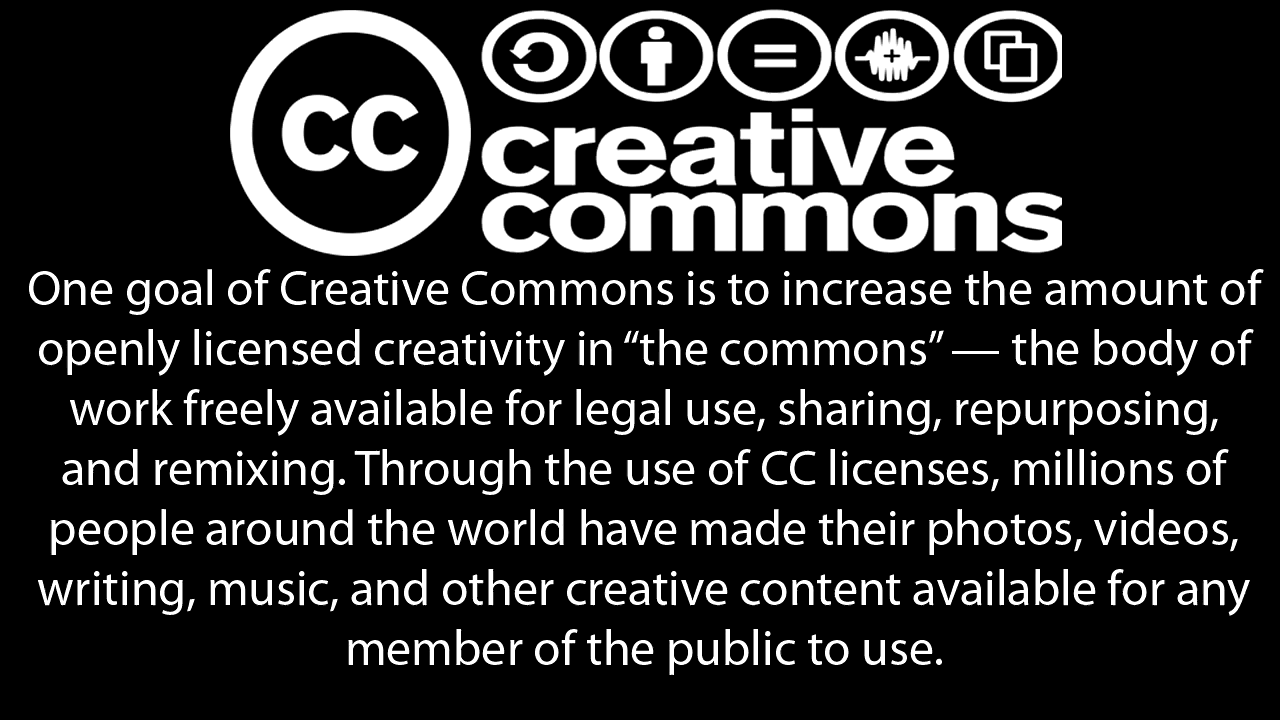 cc
creative
commons
One goal of Creative Commons is to increase the amount of
openly licensed creativity in “the commons” — the body of
work freely available for legal use, sharing, repurposing,
and remixing. Through the use of CC licenses, millions of
people around the world have made their photos, videos,
writing, music, and other creative content available for any
member of the public to use.